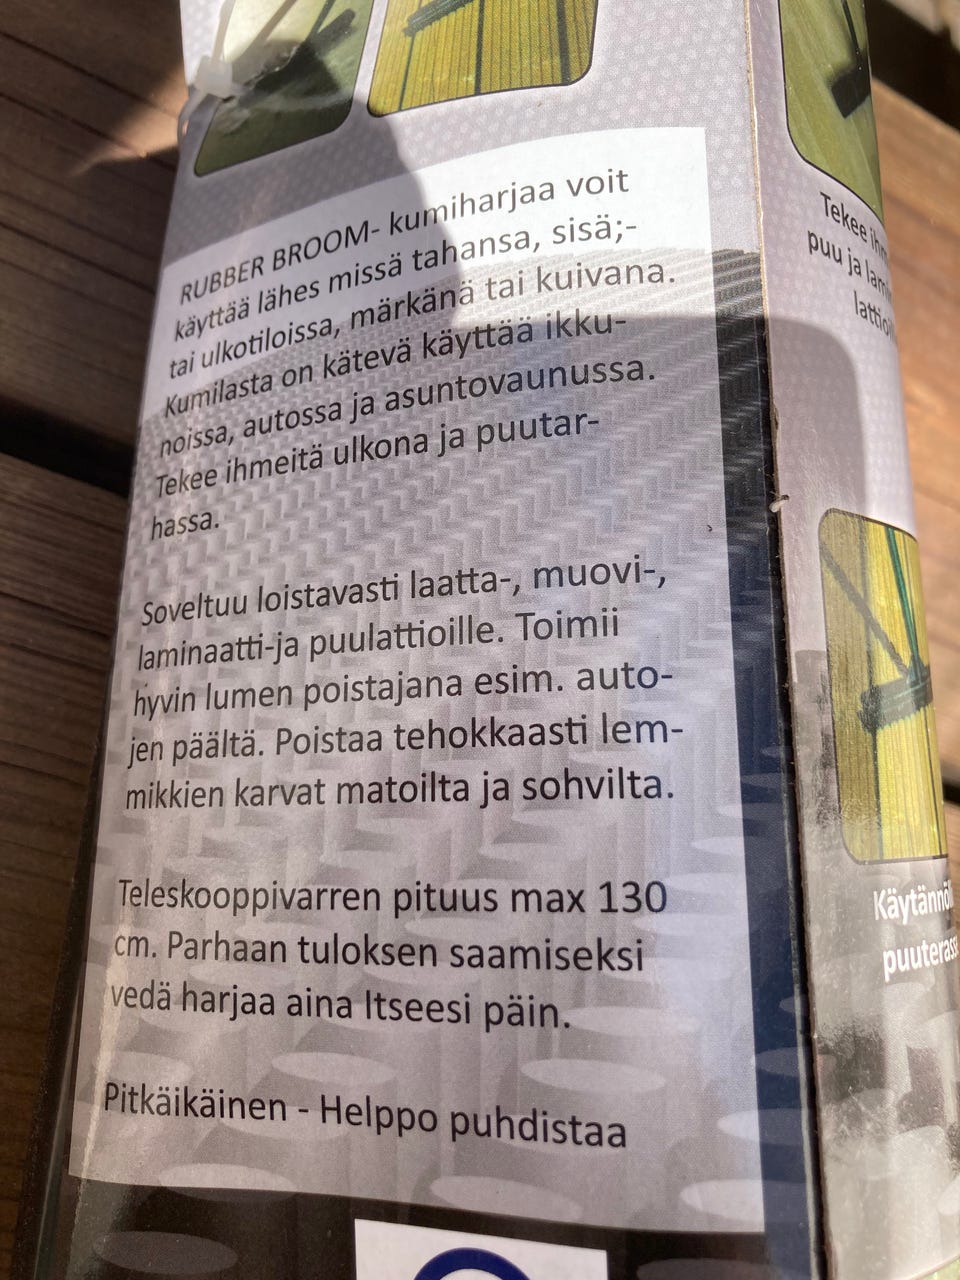 RUBBER BROOM- kumiharjaa voit
käyttää lähes missä tahansa, sisä;-
tai ulkotiloissa, märkänä tai kuivana.
Kumilasta on kätevä käyttää ikku-
noissa, autossa ja asuntovaunussa.
Tekee ihmeitä ulkona ja puutar-
hassa.
Soveltuu loistavasti laatta-, muovi-,
laminaatti-ja puulattioille. Toimii
hyvin lumen poistajana esim. auto-
jen päältä. Poistaa tehokkaasti lem-
mikkien karvat matoilta ja sohvilta.
Teleskooppivarren pituus max 130
cm. Parhaan tuloksen saamiseksi
vedä harjaa aina Itseesi päin.
Pitkäikäinen - Helppo puhdistaa
Tekee
puu ja